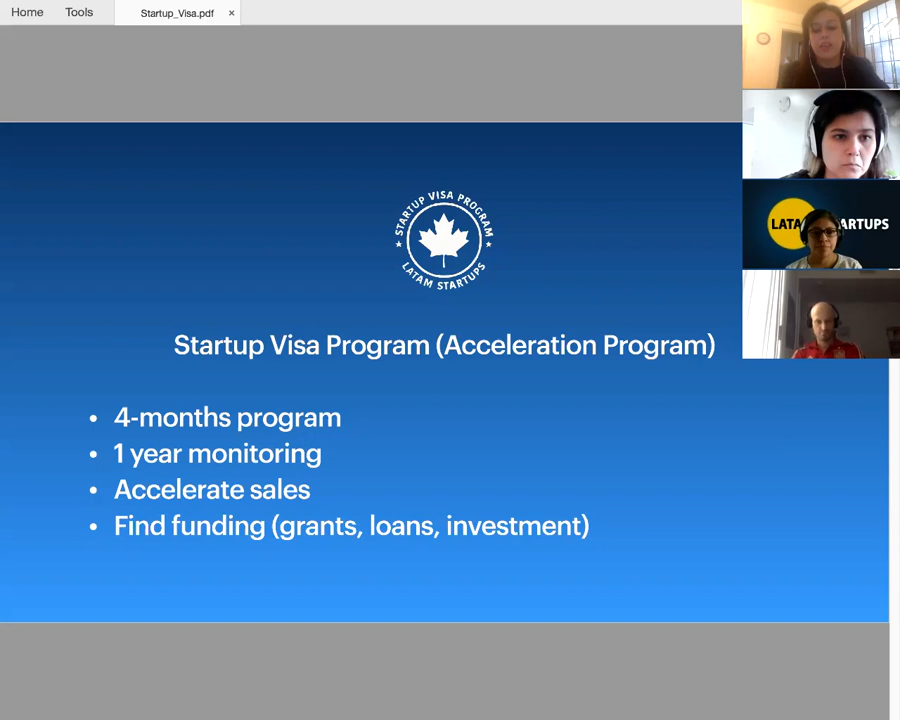 Home Tools Startup_Visa.pdf ×
STARTUP VISA PROGRAM
LATAM STARTUPS
LATA ARTUPS
Startup Visa Program (Acceleration Program)
• 4-months program
• 1 year monitoring
• Accelerate sales
• Find funding (grants, loans, investment)